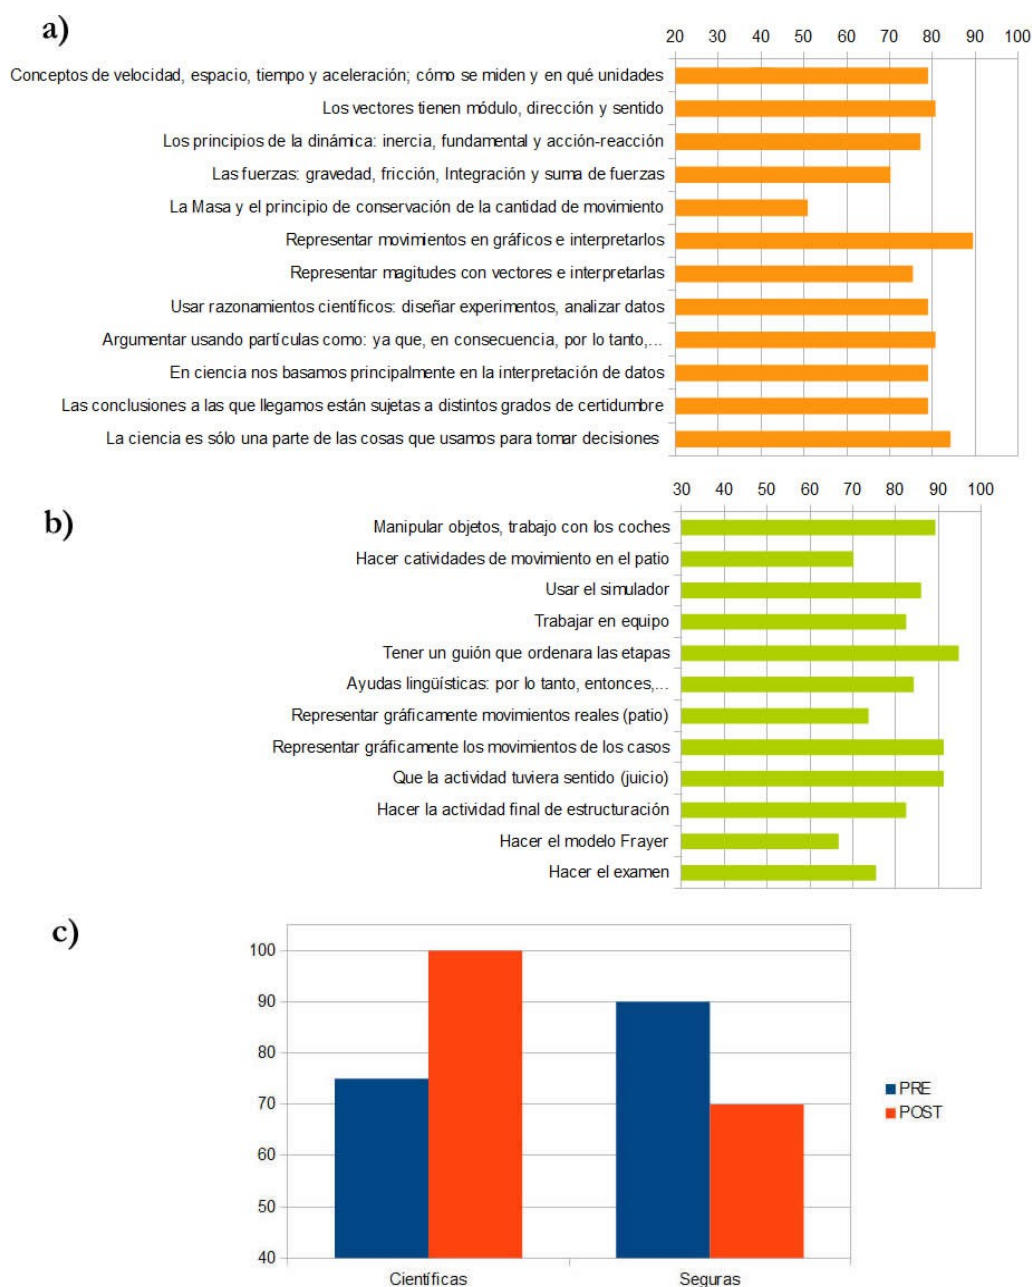 a)
20 30 40 50 60 70 80 90 100
Conceptos de velocidad, espacio, tiempo y aceleración; cómo se miden y en qué unidades
Los vectores tienen módulo, dirección y sentido
Los principios de la dinámica: inercia, fundamental y acción-reacción
Las fuerzas: gravedad, fricción, Integración y suma de fuerzas
La Masa y el principio de conservación de la cantidad de movimiento
Representar movimientos en gráficos e interpretarlos
Representar magnitudes con vectores e interpretarlas
Usar razonamientos científicos: diseñar experimentos, analizar datos
Argumentar usando partículas como: ya que, en consecuencia, por lo tanto,...
En ciencia nos basamos principalmente en la interpretación de datos
Las conclusiones a las que llegamos están sujetas a distintos grados de certidumbre
La ciencia es sólo una parte de las cosas que usamos para tomar decisiones
b)
30 40 50 60 70 80 90 100
Manipular objetos, trabajo con los coches
Hacer catividades de movimiento en el patio
Usar el simulador
Trabajar en equipo
Tener un guión que ordenara las etapas
Ayudas lingüísticas: por lo tanto, entonces,...
Representar gráficamente movimientos reales (patio)
Representar gráficamente los movimientos de los casos
Que la actividad tuviera sentido (juicio)
Hacer la actividad final de estructuración
Hacer el modelo Frayer
Hacer el examen
c)
100
90
80
70
60
50
40
Científicas Seguras
PRE
POST